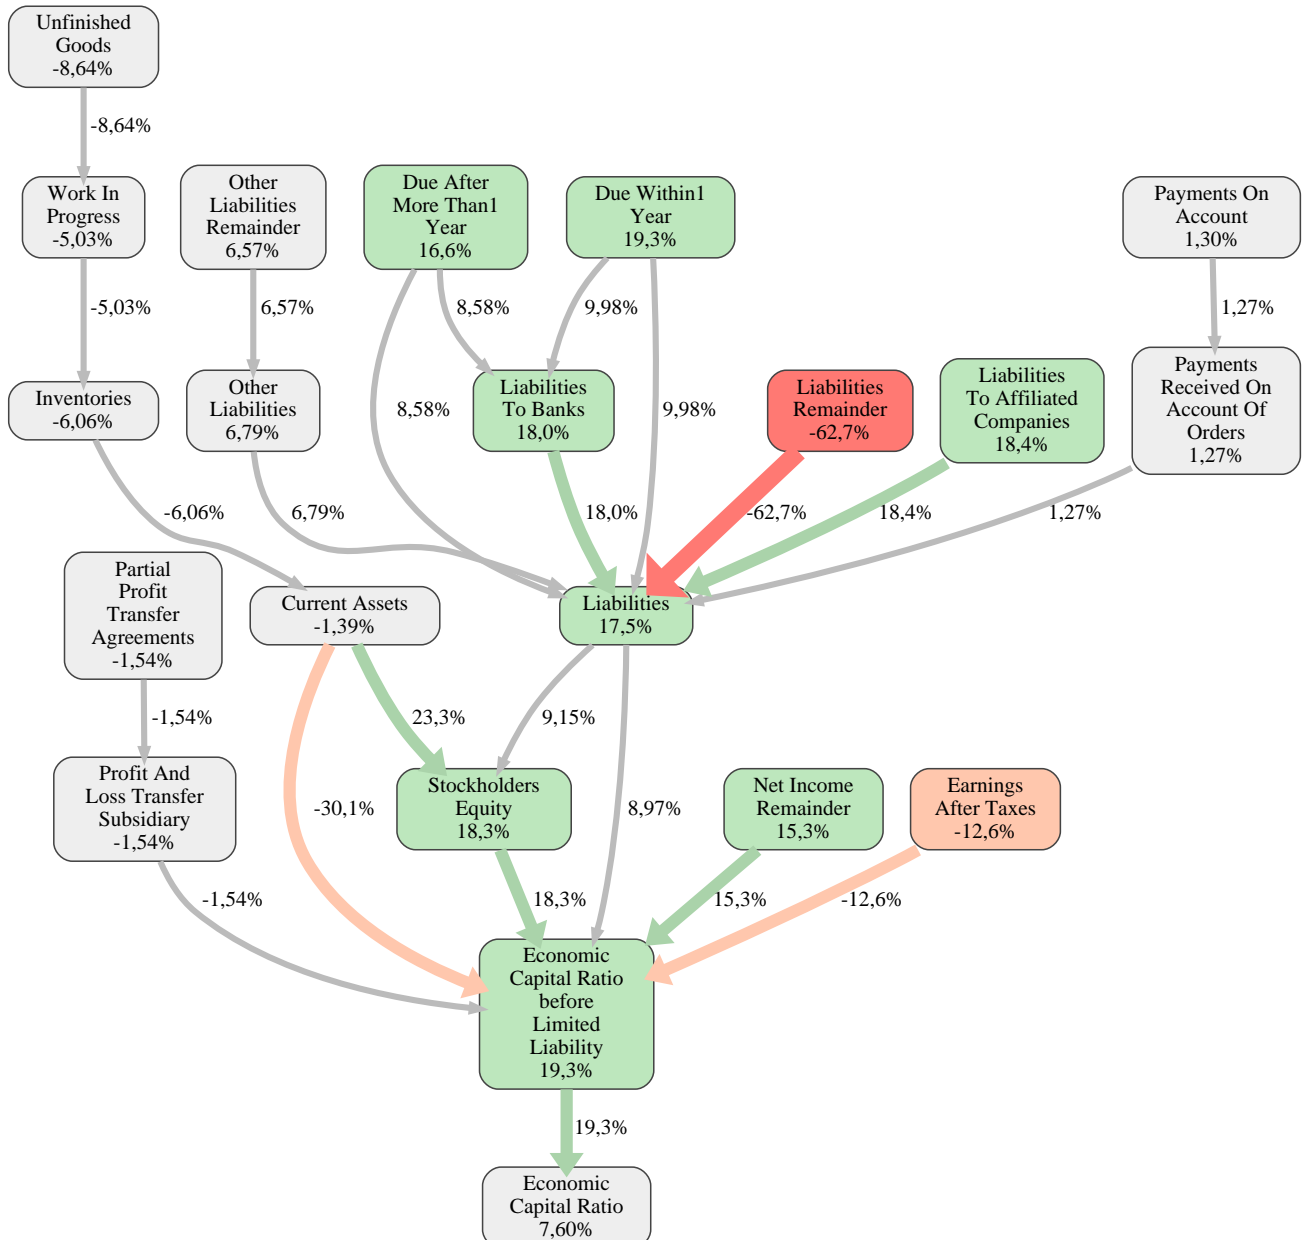 Unfinished
Goods
-8,64%
-8,64%
Work In
Progress
-5,03%
Other
Liabilities
Remainder
6,57%
Due After
More Than1
Year
16,6%
Due Within1
Year
19,3%
Payments On
Account
1,30%
-5,03%
6,57%
8,58%
9,98%
1,27%
Inventories
-6,06%
Other
Liabilities
6,79%
8,58%
Liabilities
To Banks
18,0%
9,98%
Liabilities
Remainder
-62,7%
Liabilities
To Affiliated
Companies
18,4%
Payments
Received On
Account Of
Orders
1,27%
-6,06%
6,79%
18,0%
-62,7%
18,4%
1,27%
Partial
Profit
Transfer
Agreements
-1,54%
Current Assets
-1,39%
Liabilities
17,5%
-1,54%
23,3%
9,15%
Profit And
Loss Transfer
Subsidiary
-1,54%
-30,1%
Stockholders
Equity
18,3%
8,97%
Net Income
Remainder
15,3%
Earnings
After Taxes
-12,6%
-1,54%
18,3%
15,3%
-12,6%
Economic
Capital Ratio
before
Limited
Liability
19,3%
19,3%
Economic
Capital Ratio
7,60%